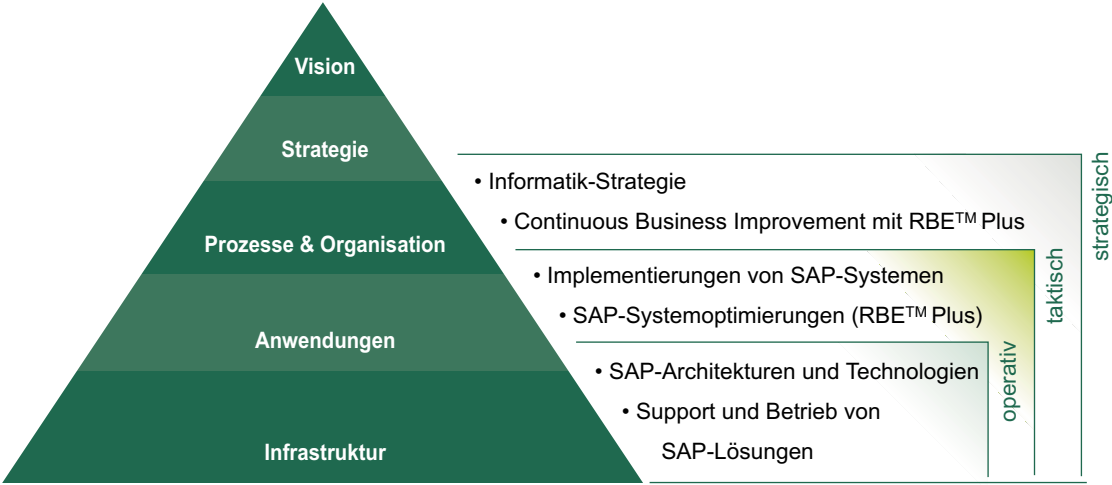 Vision
Strategie
Prozesse & Organisation
Anwendungen
Infrastruktur
• Informatik-Strategie
• Continuous Business Improvement mit RBE™ Plus
• Implementierungen von SAP-Systemen
• SAP-Systemoptimierungen (RBE™ Plus)
• SAP-Architekturen und Technologien
• Support und Betrieb von
SAP-Lösungen
operativ
taktisch
strategisch